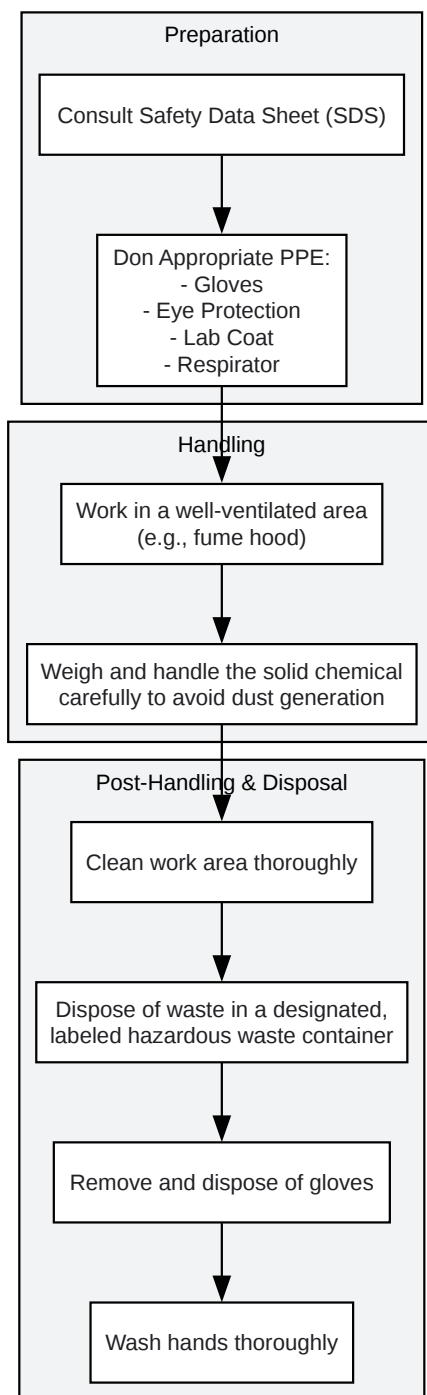 Preparation
Consult Safety Data Sheet (SDS)
Don Appropriate PPE:
- Gloves
- Eye Protection
- Lab Coat
- Respirator
Handling
Work in a well-ventilated area
(e.g., fume hood)
Weigh and handle the solid chemical
carefully to avoid dust generation
Post-Handling & Disposal
Clean work area thoroughly
Dispose of waste in a designated,
labeled hazardous waste container
Remove and dispose of gloves
Wash hands thoroughly